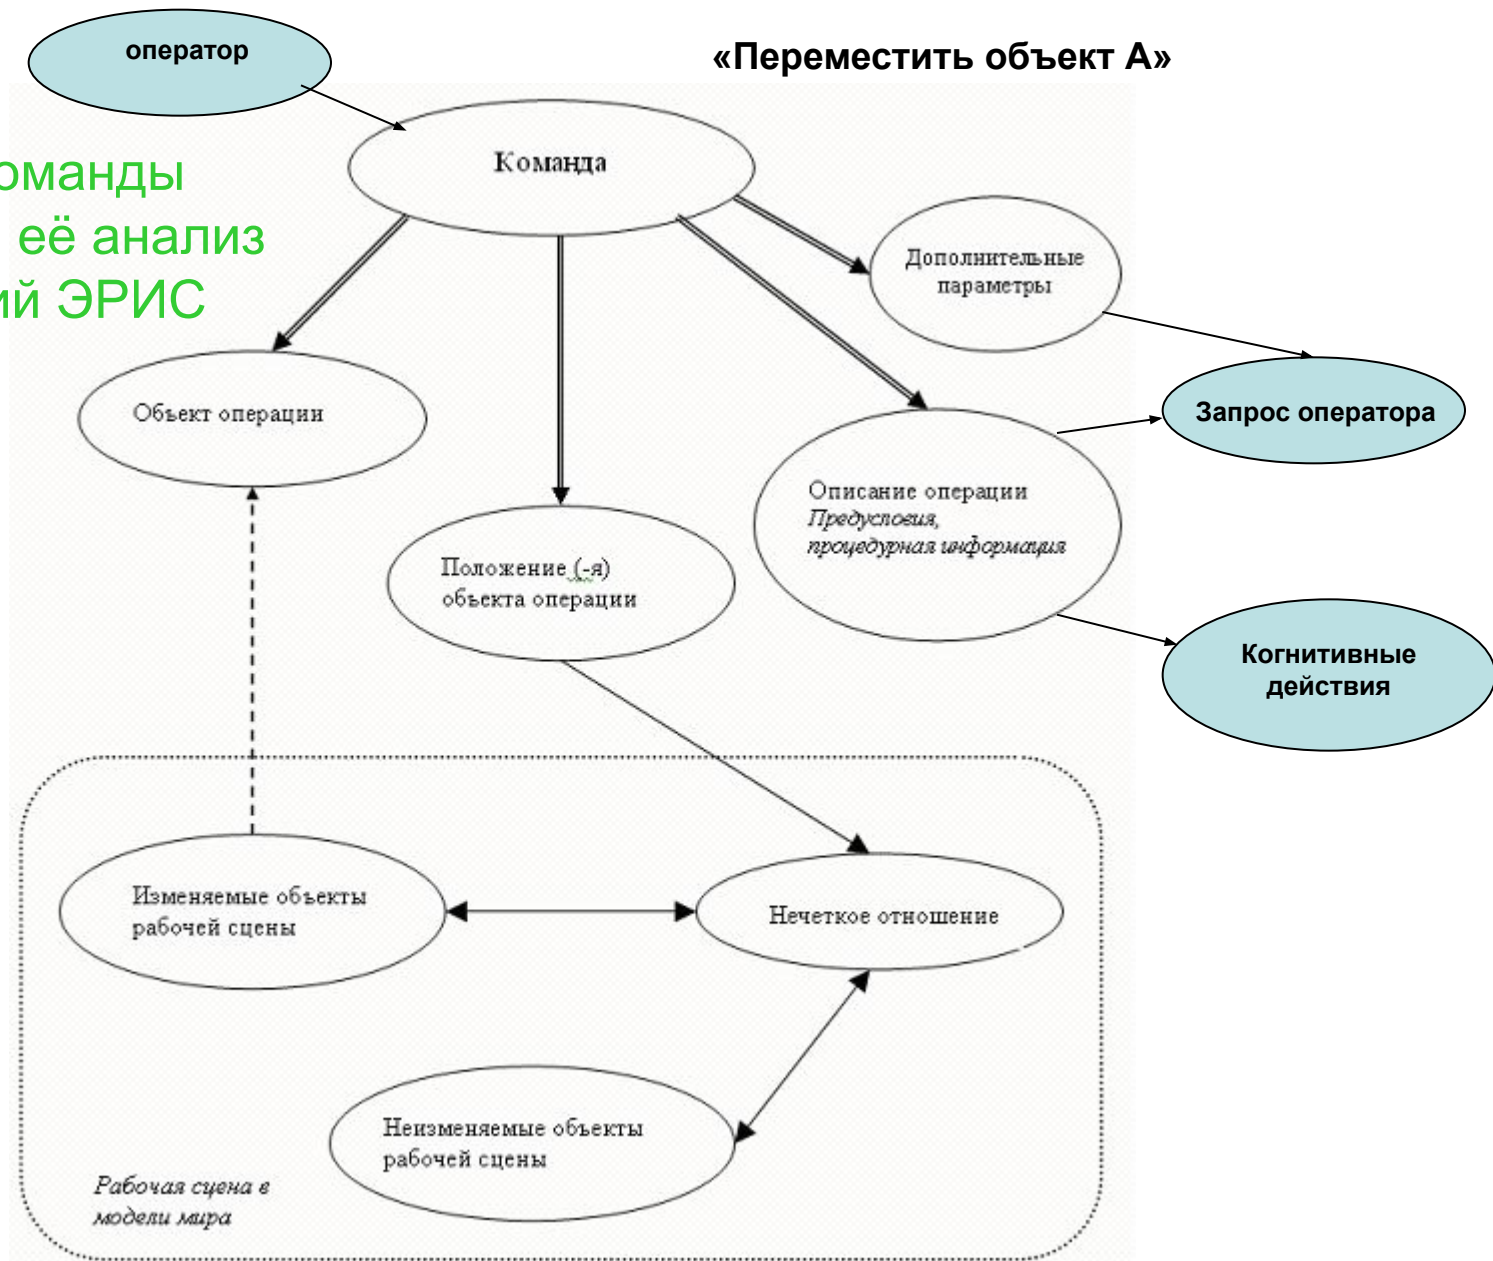 оператор
«Переместить объект А»
оманды
её анализ
ий ЭРИС
Команда
Дополнительные
параметры
Объект операции
Запрос оператора
Описание операции
Предусловия,
процедурная информация
Положение (-я)
объекта операции
Когнитивные
действия
Изменяемые объекты
рабочей сцены
Нечеткое отношение
Неизменяемые объекты
рабочей сцены
Рабочая сцена в
модели мира